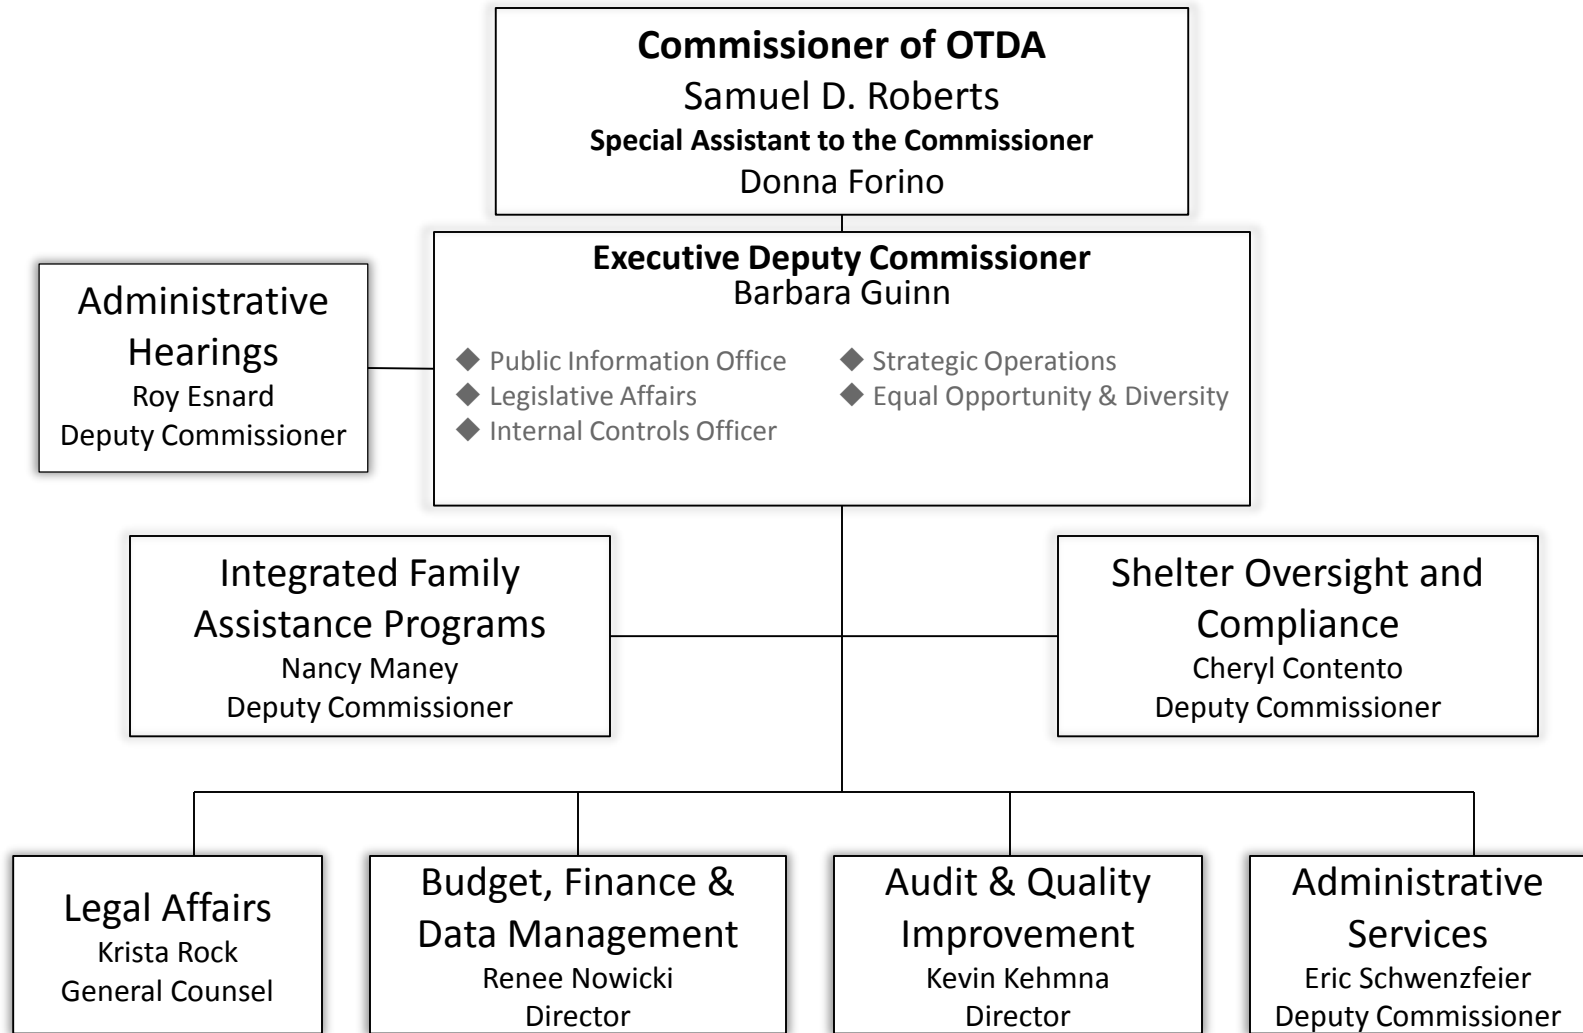 Commissioner of OTDA
Samuel D. Roberts
Special Assistant to the Commissioner
Donna Forino
Executive Deputy Commissioner
Barbara Guinn
◆ Public Information Office
◆ Legislative Affairs
◆ Internal Controls Officer
◆ Strategic Operations
◆ Equal Opportunity & Diversity
Administrative
Hearings
Roy Esnard
Deputy Commissioner
Integrated Family
Assistance Programs
Nancy Maney
Deputy Commissioner
Shelter Oversight and
Compliance
Cheryl Contento
Deputy Commissioner
Legal Affairs
Krista Rock
General Counsel
Budget, Finance &
Data Management
Renee Nowicki
Director
Audit & Quality
Improvement
Kevin Kehmna
Director
Administrative
Services
Eric Schwenzfeier
Deputy Commissioner